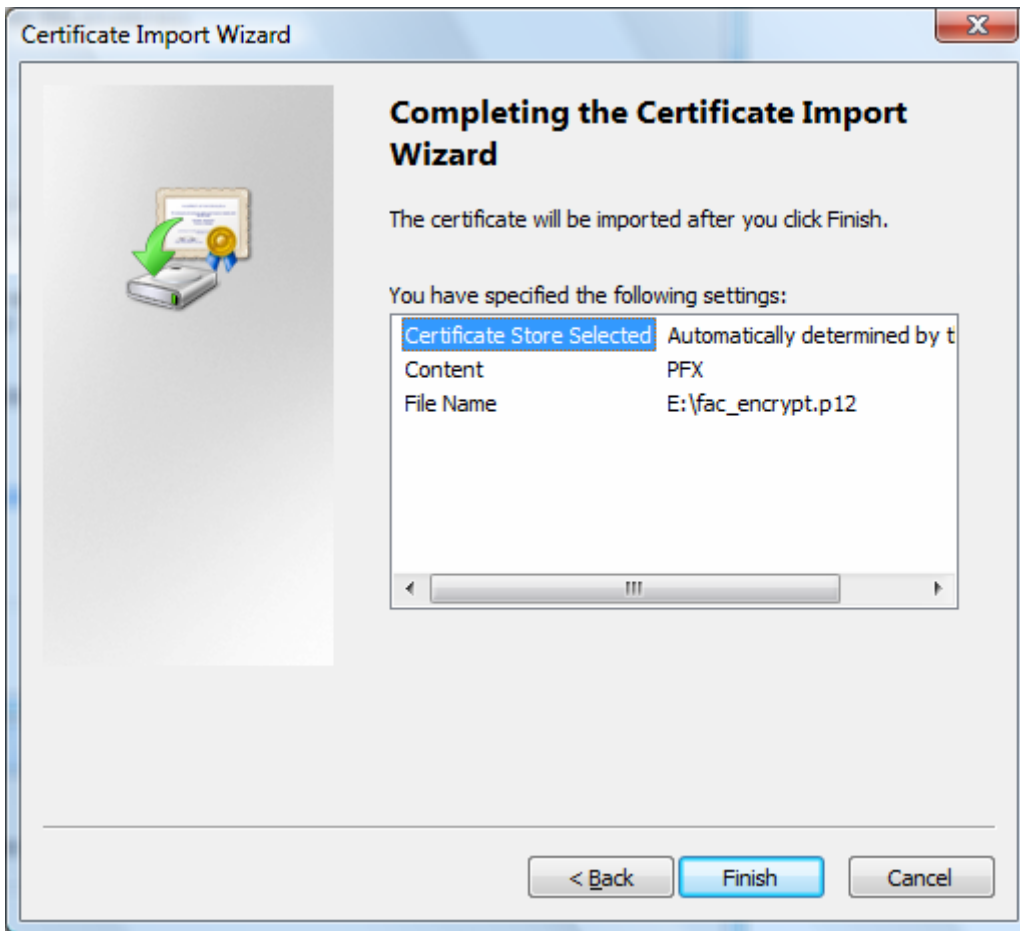 Certificate Import Wizard
Completing the Certificate Import
Wizard
The certificate will be imported after you click Finish.
You have specified the following settings:
Certificate Store Selected Automatically determined by t
Content PFX
File Name E:\fac_encrypt.p12
< Back Finish Cancel